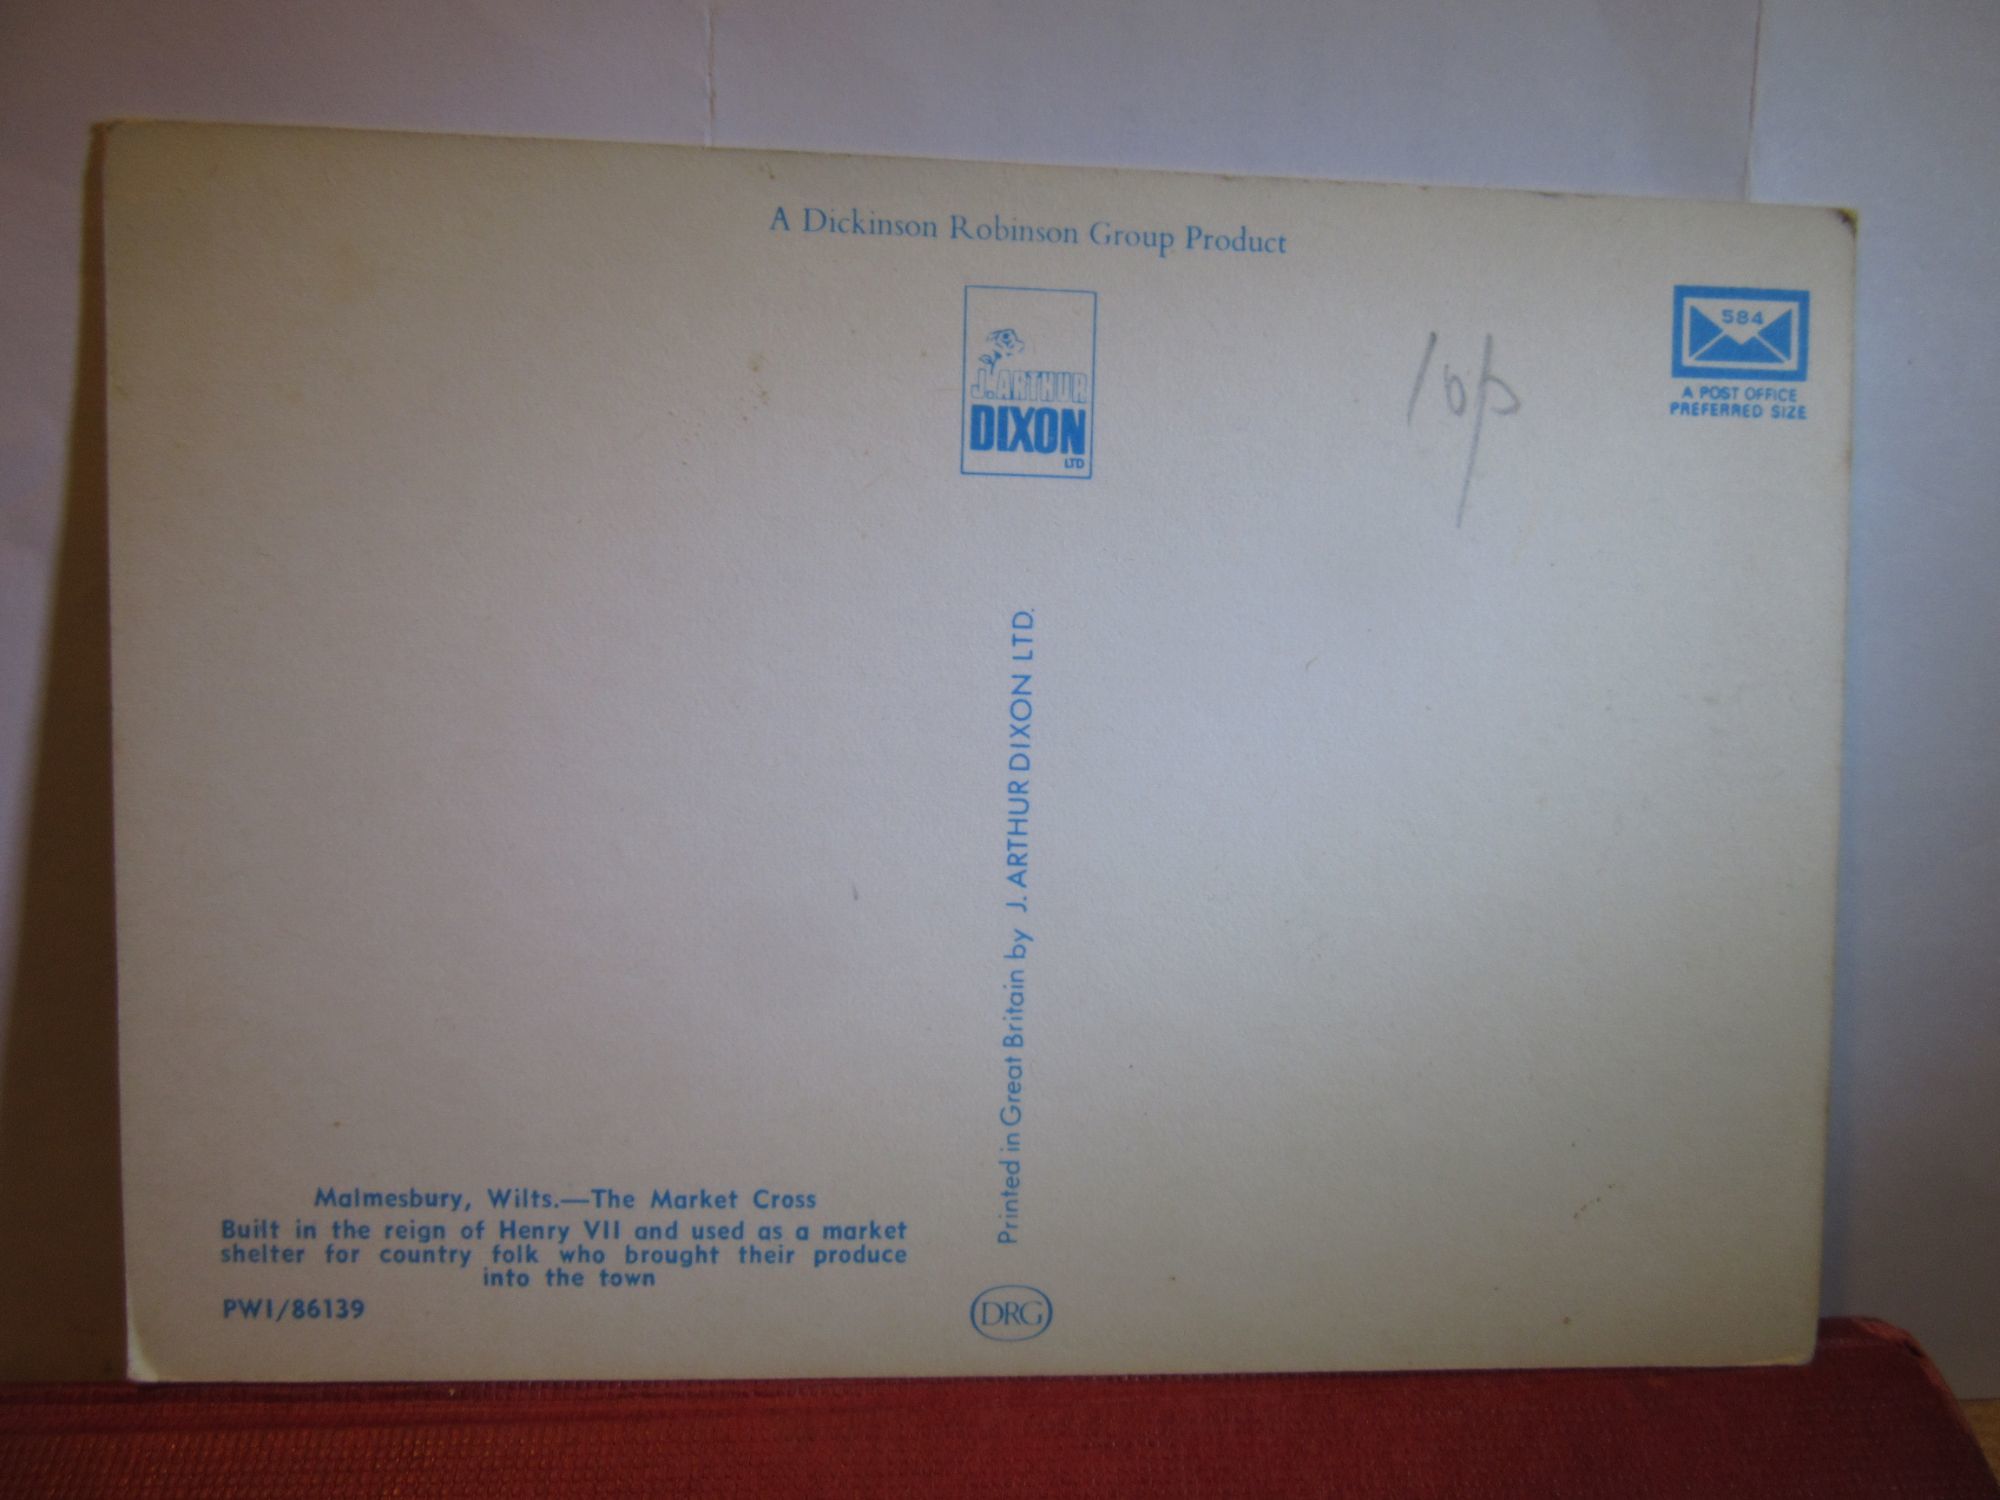 A Dickinson Robinson Group Product
J. ARTHUR
DIXON
LTD
10p
584
A POST OFFICE
PREFERRED SIZE
Printed in Great Britain by J. ARTHUR DIXON LTD.
Malmesbury, Wilts.—The Market Cross
Built in the reign of Henry VII and used as a market
shelter for country folk who brought their produce
into the town
PWI/86139
DRG